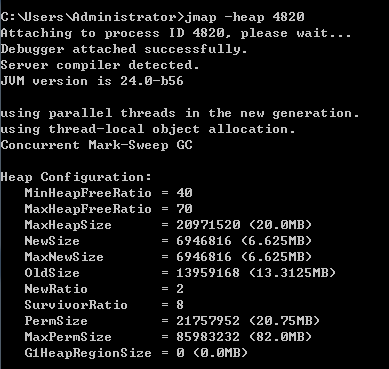 C:\Users\Administrator>jmap -heap 4820
Attaching to process ID 4820, please wait...
Debugger attached successfully.
Server compiler detected.
JVM version is 24.0-b56
using parallel threads in the new generation.
using thread-local object allocation.
Concurrent Mark-Sweep GC
Heap Configuration:
MinHeapFreeRatio = 40
MaxHeapFreeRatio = 70
MaxHeapSize = 20971520 (20.0MB)
NewSize = 6946816 (6.625MB)
MaxNewSize = 6946816 (6.625MB)
OldSize = 13959168 (13.3125MB)
NewRatio = 2
SurvivorRatio = 8
PermSize = 21757952 (20.75MB)
MaxPermSize = 85983232 (82.0MB)
G1HeapRegionSize = 0 (0.0MB)